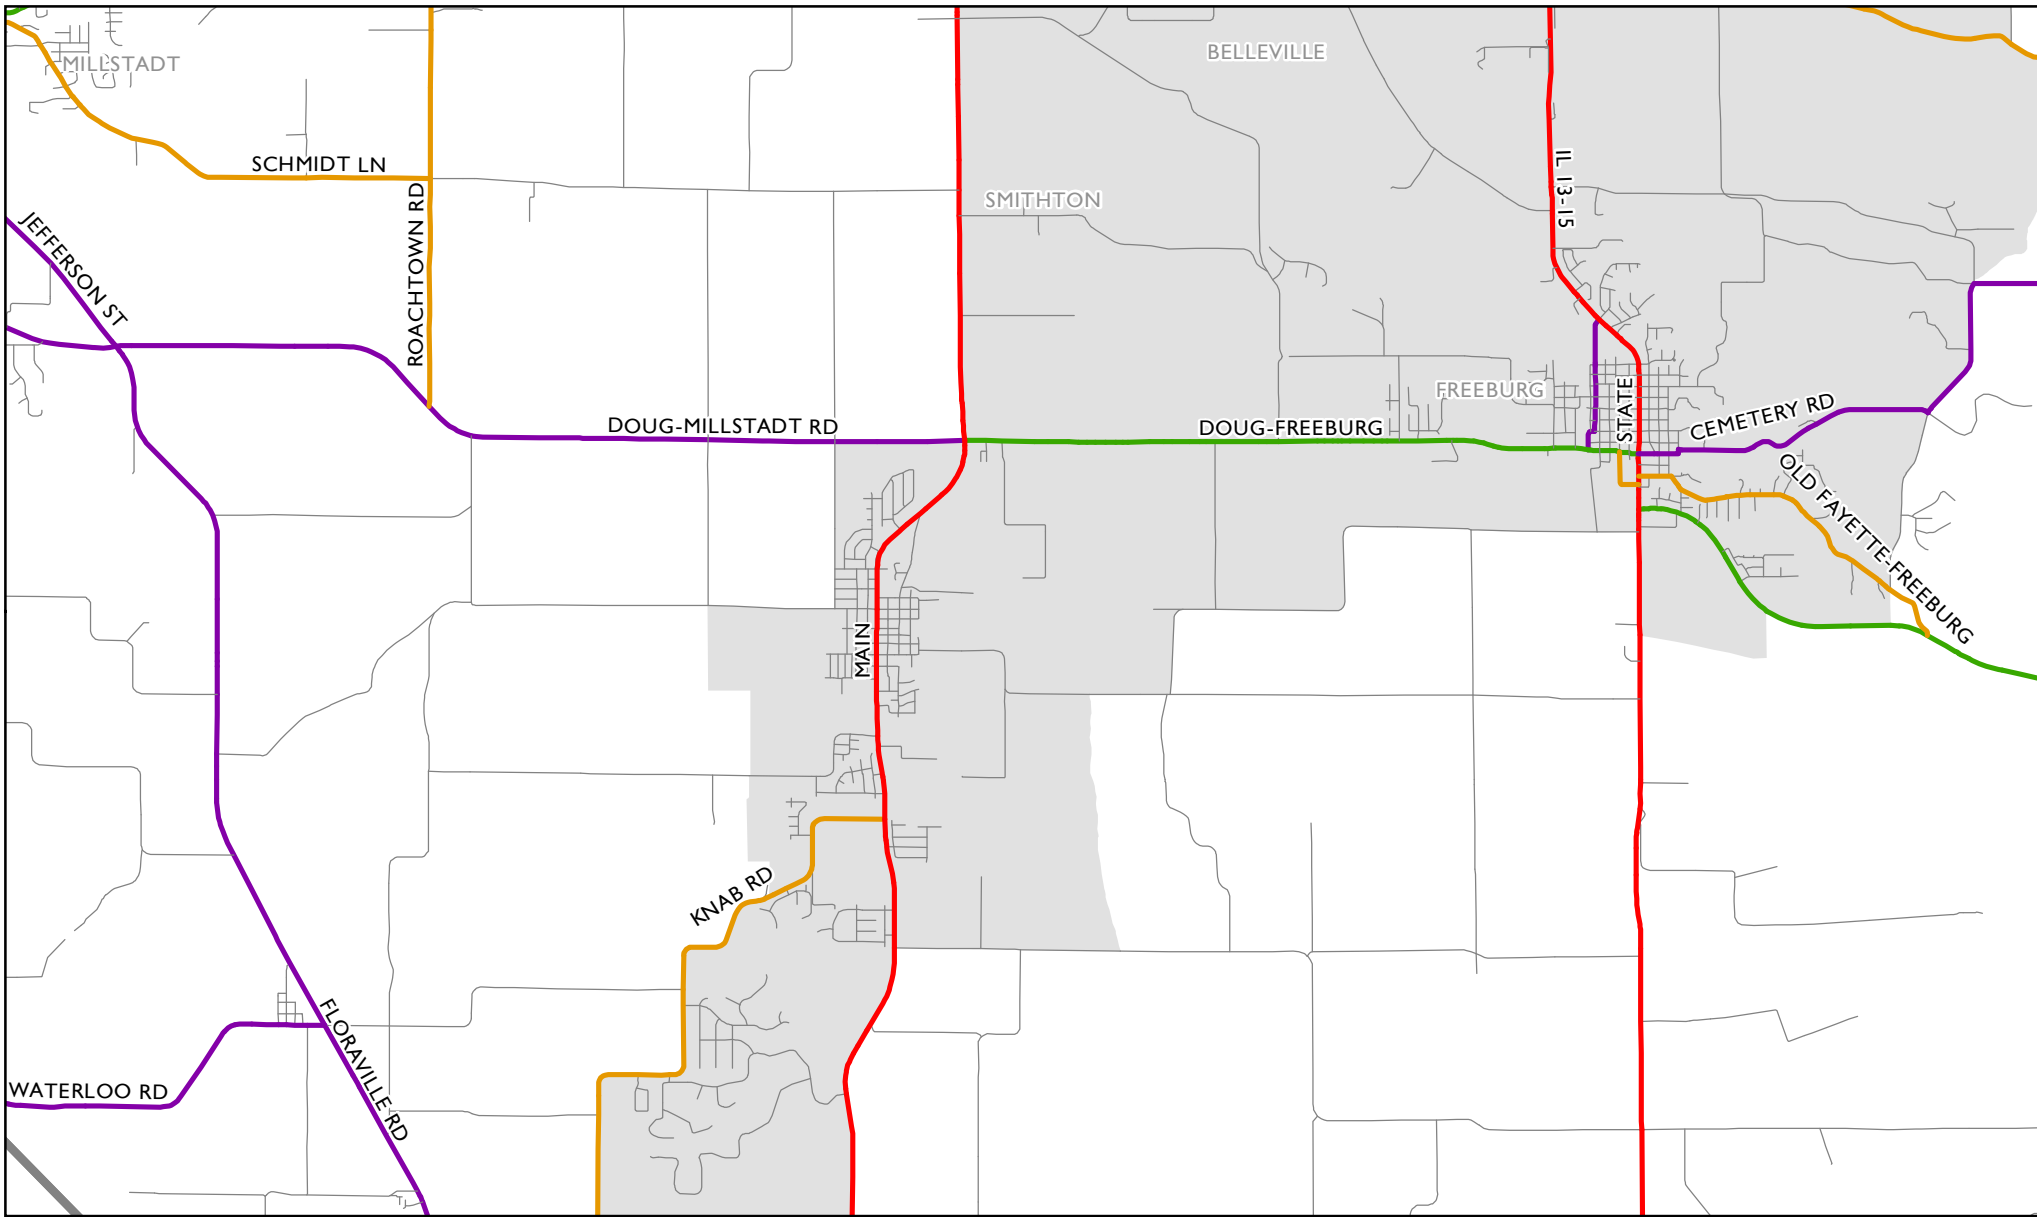 BELLEVILLE
MILLSTADT
SCHMIDT LN
IL 13-15
SMITHTON
ROACHTOWN RD
JEFFERSON ST
FREEBURG
STATE
CEMETERY RD
DOUG-MILLSTADT RD
DOUG-FREEBURG
OLD FAYETTE-FREEBURG
MAIN
KNAB RD
FLORAVILLE RD
WATERLOO RD